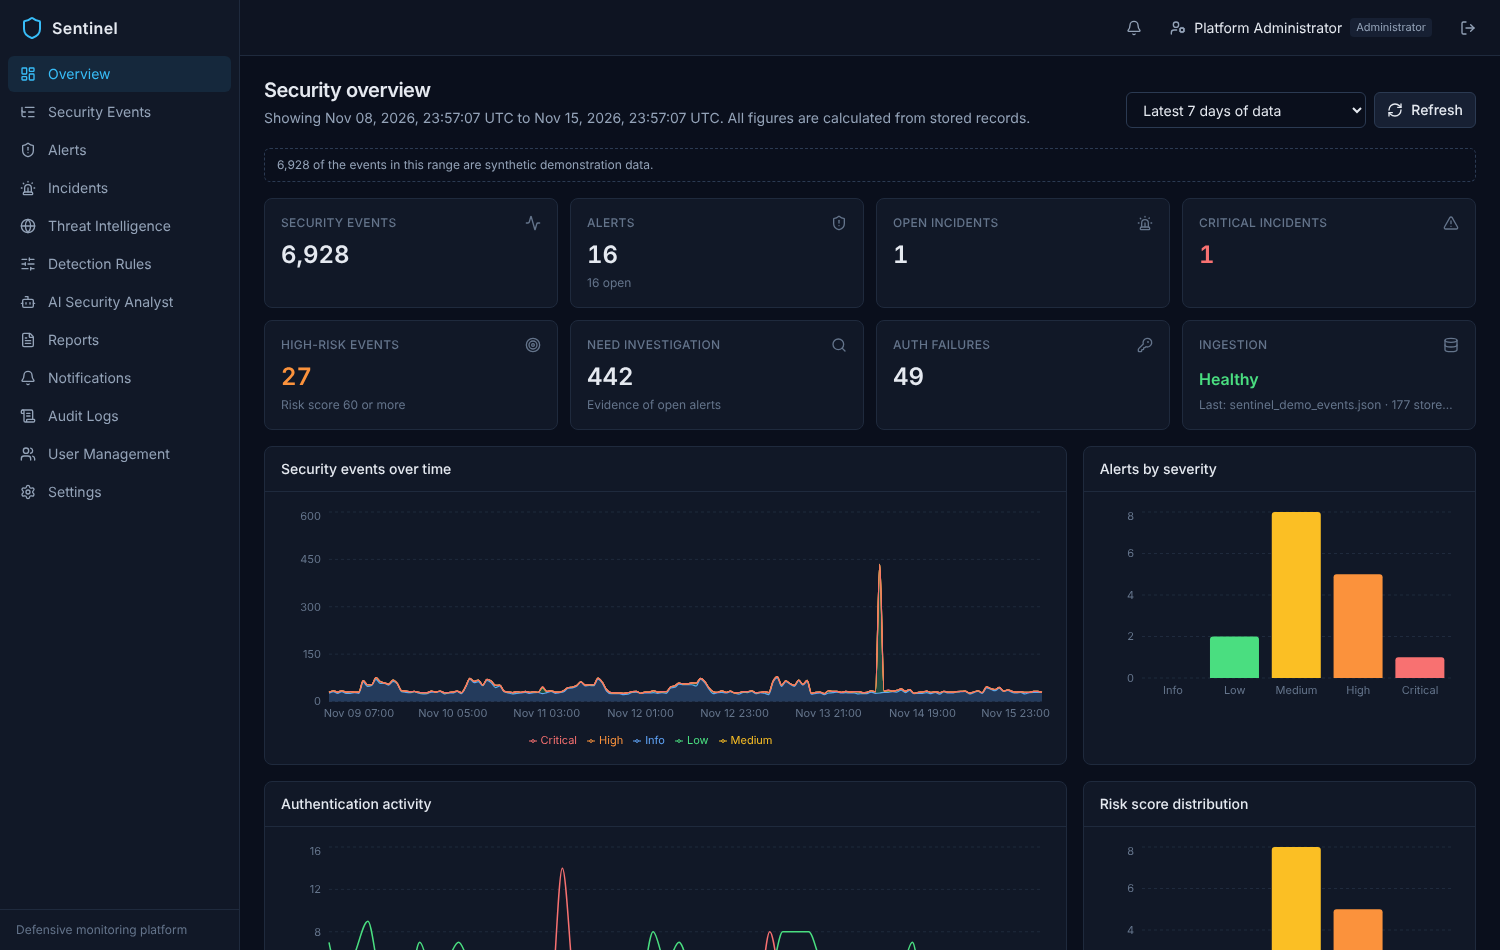 Sentinel
Platform Administrator Administrator
Overview
Security Events
Alerts
Incidents
Threat Intelligence
Detection Rules
AI Security Analyst
Reports
Notifications
Audit Logs
User Management
Settings
Defensive monitoring platform
Security overview
Showing Nov 08, 2026, 23:57:07 UTC to Nov 15, 2026, 23:57:07 UTC. All figures are calculated from stored records.
Latest 7 days of data
Refresh
6,928 of the events in this range are synthetic demonstration data.
SECURITY EVENTS
6,928
ALERTS
16
16 open
OPEN INCIDENTS
1
CRITICAL INCIDENTS
1
HIGH-RISK EVENTS
27
Risk score 60 or more
NEED INVESTIGATION
442
Evidence of open alerts
AUTH FAILURES
49
INGESTION
Healthy
Last: sentinel_demo_events.json · 177 store...
Security events over time
600
450
300
150
0
Nov 09 07:00 Nov 10 05:00 Nov 11 03:00 Nov 12 01:00 Nov 12 23:00 Nov 13 21:00 Nov 14 19:00 Nov 15 23:00
Critical High Info Low Medium
Alerts by severity
8
6
4
2
0
Info Low Medium High Critical
Authentication activity
16
12
8
Risk score distribution
8
6
4